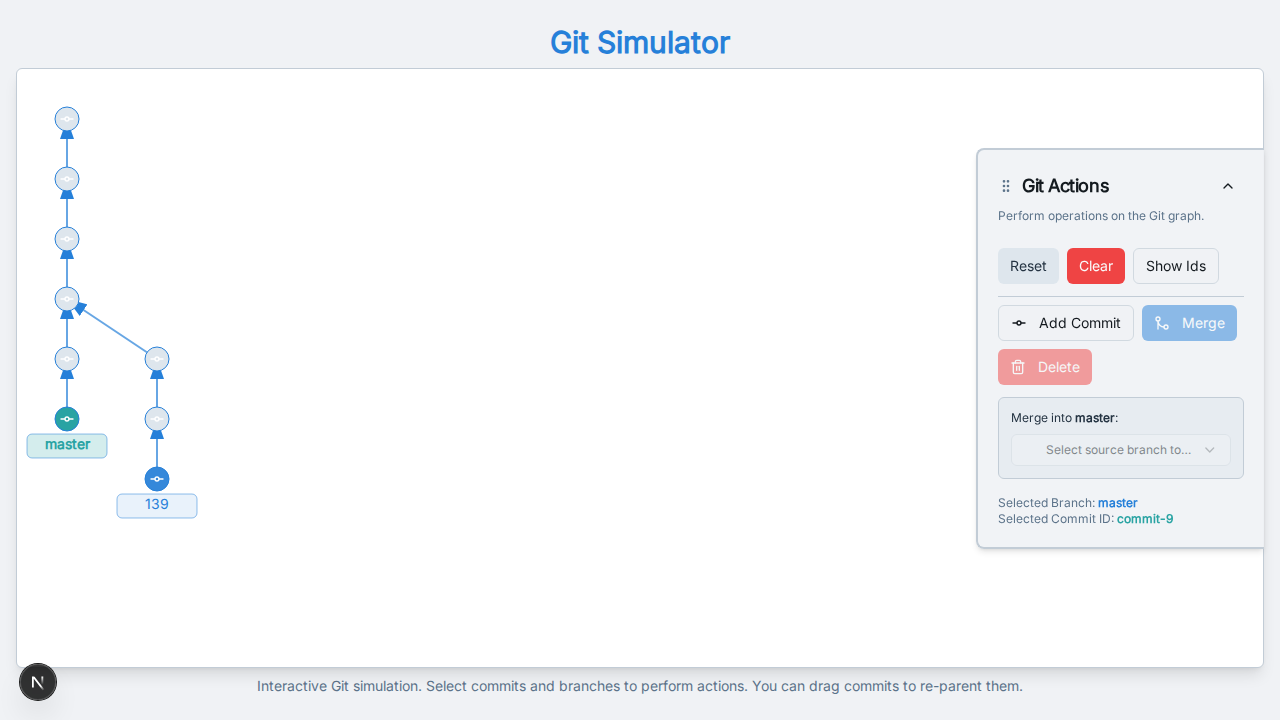 Git Simulator
Git Actions
Perform operations on the Git graph.
Reset Clear Show Ids
Add Commit Merge
Delete
Merge into master:
Select source branch to...
Selected Branch: master
Selected Commit ID: commit-9
master
139
N
Interactive Git simulation. Select commits and branches to perform actions. You can drag commits to re-parent them.